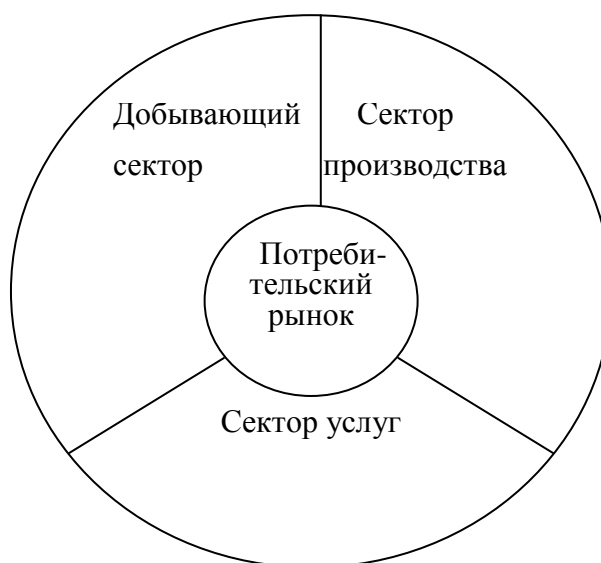 Добывающий
сектор
Сектор
производства
Потреби-
тельский
рынок
Сектор услуг